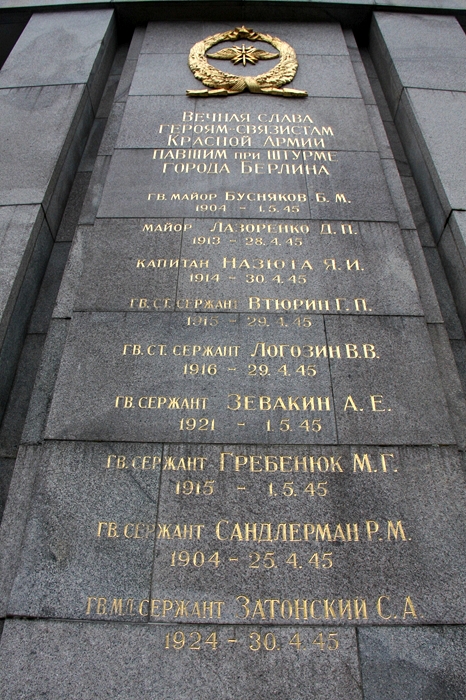 Вечная слава
героям-связистам
Красной Армии
павшим при штурме
города Берлина
гв. майор Бусняков Б. М.
1904 - 1.5.45
майор Лазоренко Д. П.
1913 - 28.4.45
капитан Назюта Я. И.
1914 - 30.4.45
гв. ст. сержант Втюрин Г. П.
1915 - 29.4.45
гв. ст. сержант Логозин В. В.
1916 - 29.4.45
гв. сержант Зевакин А. Е.
1921 - 1.5.45
гв. сержант Гребенюк М. Г.
1915 - 1.5.45
гв. сержант Сандлерман Р. М.
1904 - 25.4.45
гв. мл. сержант Затонский С. А.
1924 - 30.4.45